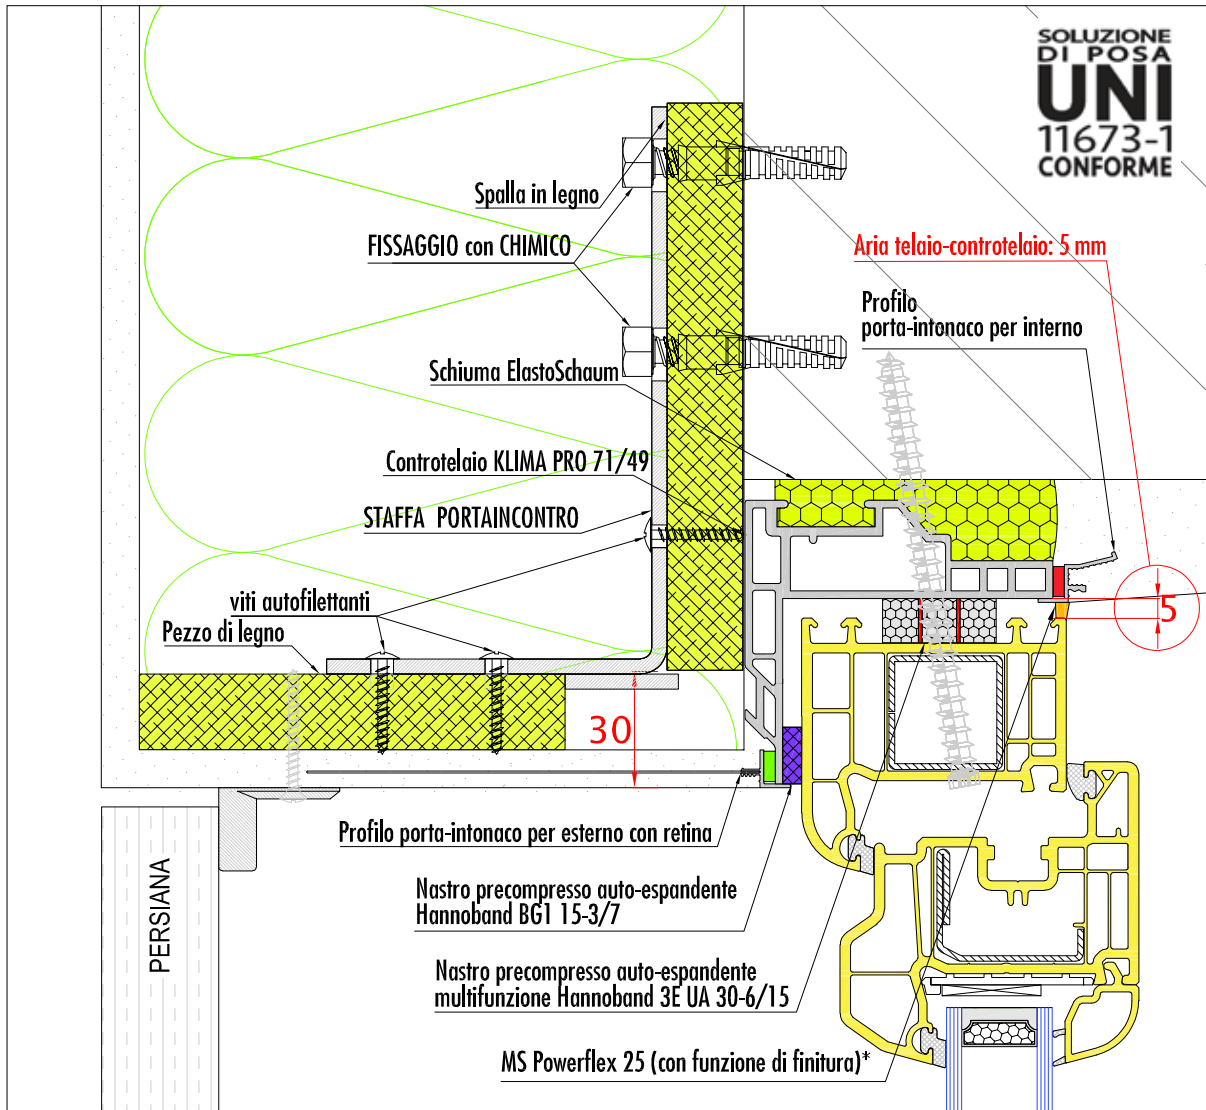 SOLUZIONE
DI POSA
UNI
11673-1
CONFORME
Spalla in legno
FISSAGGIO con CHIMICO
Aria telaio-controtelaio: 5 mm
Profilo
porta-intonaco per interno
Schiuma ElastoSchaum
Controtelaio KLIMA PRO 71/49
STAFFA PORTAINCONTRO
viti autofilettanti
Pezzo di legno
5
30
Profilo porta-intonaco per esterno con retina
PERSIANA
Nastro precompresso auto-espandente
Hannoband BG1 15-3/7
Nastro precompresso auto-espandente
multifunzione Hannoband 3E UA 30-6/15
MS Powerflex 25 (con funzione di finitura)*